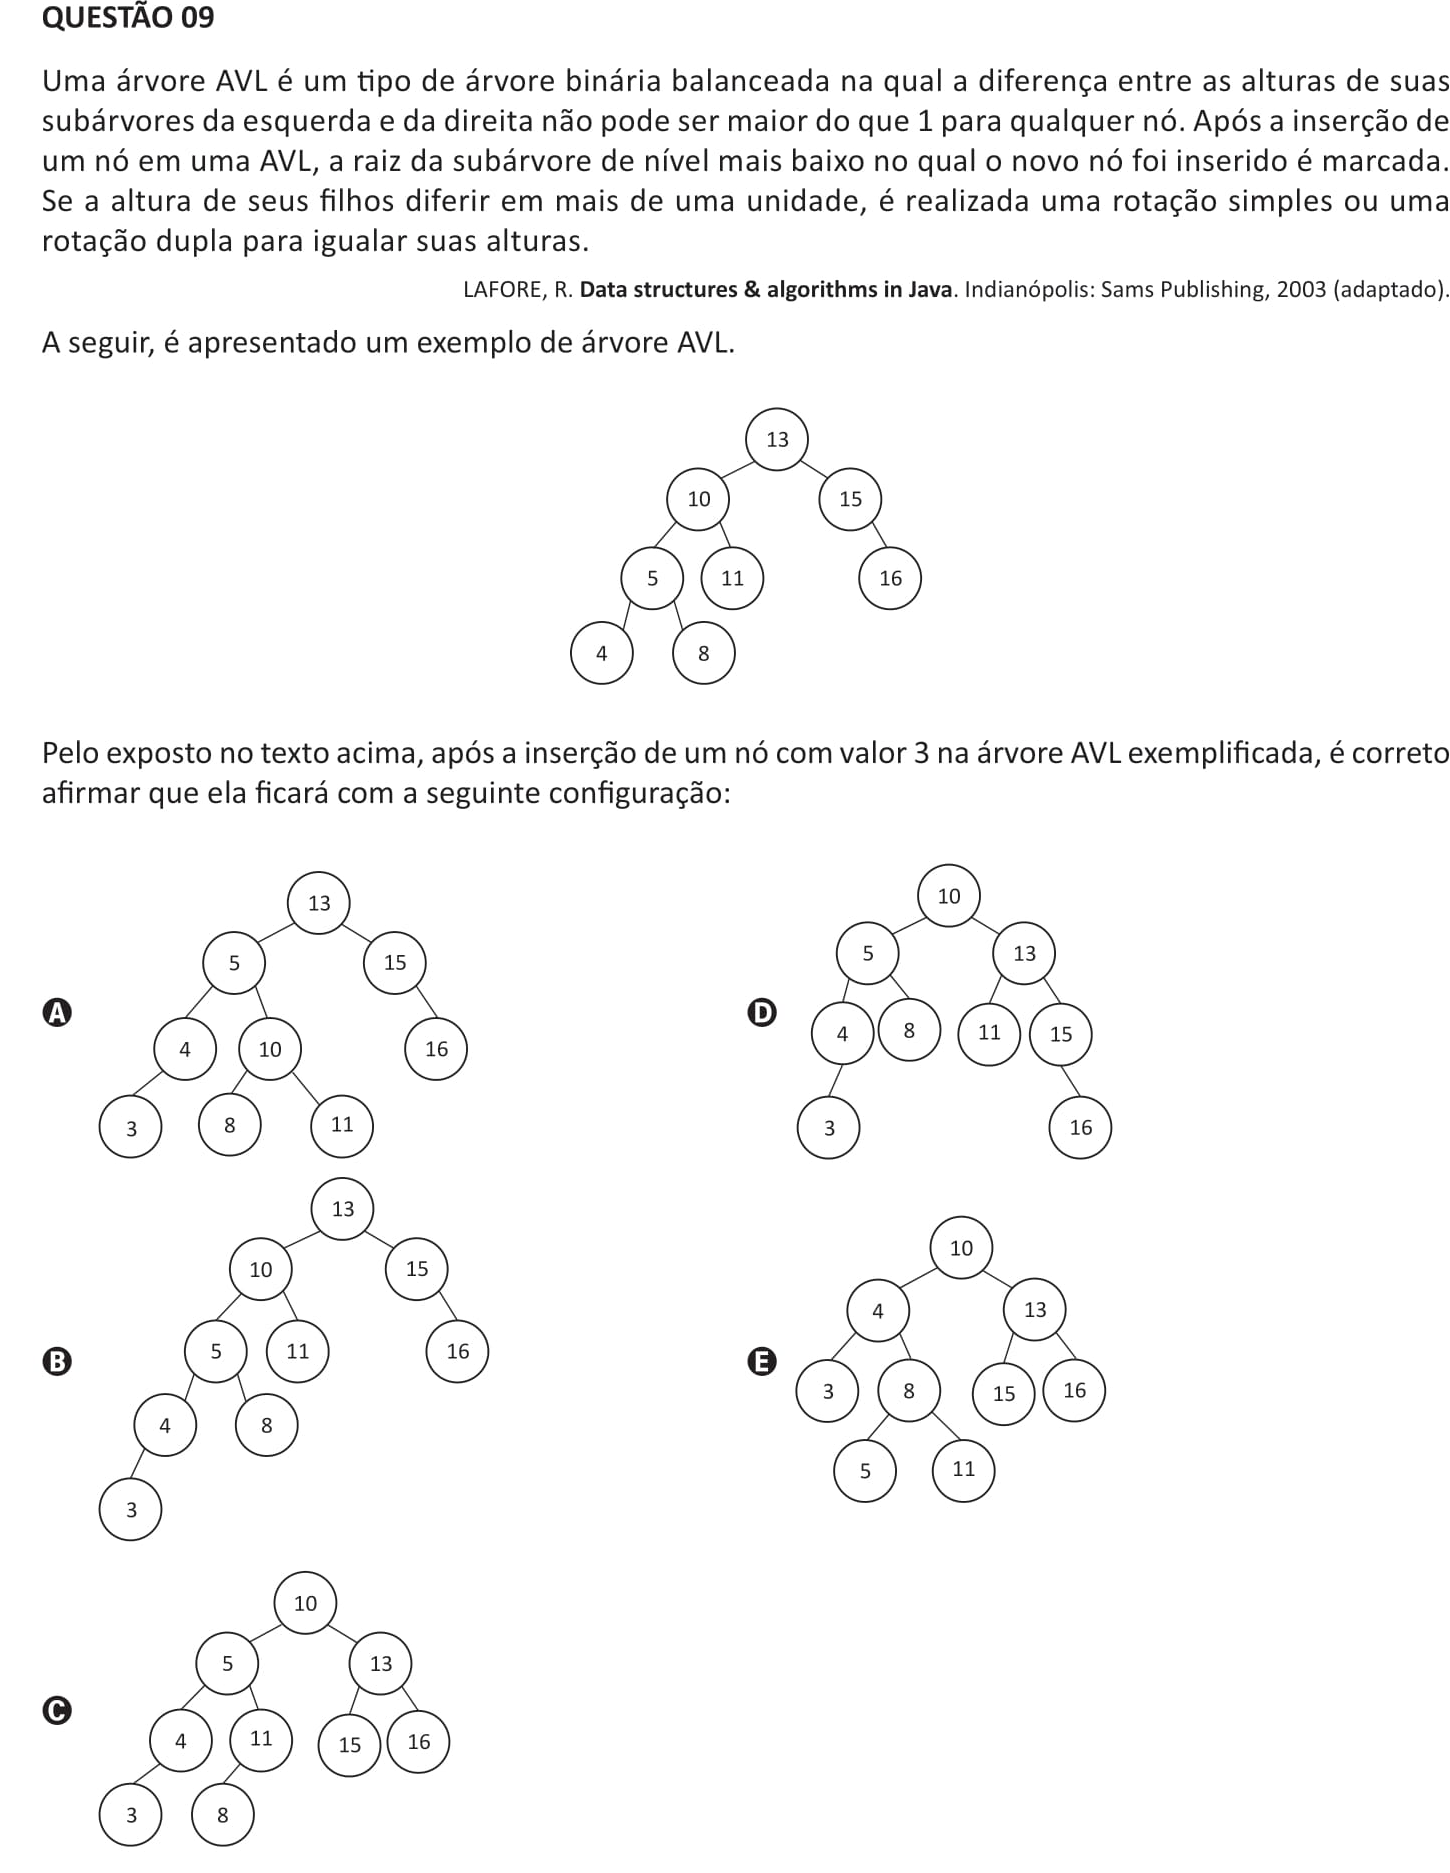 QUESTÃO 09
Uma árvore AVL é um tipo de árvore binária balanceada na qual a diferença entre as alturas de suas
subárvores da esquerda e da direita não pode ser maior do que 1 para qualquer nó. Após a inserção de
um nó em uma AVL, a raiz da subárvore de nível mais baixo no qual o novo nó foi inserido é marcada.
Se a altura de seus filhos diferir em mais de uma unidade, é realizada uma rotação simples ou uma
rotação dupla para igualar suas alturas.
LAFORE, R. Data structures & algorithms in Java. Indianópolis: Sams Publishing, 2003 (adaptado).
A seguir, é apresentado um exemplo de árvore AVL.
13
10 15
5 11 16
4 8
Pelo exposto no texto acima, após a inserção de um nó com valor 3 na árvore AVL exemplificada, é correto
afirmar que ela ficará com a seguinte configuração:
A
13
5 15
4 10 16
3 8 11
B
13
10 15
5 11 16
4 8
3
C
10
5 13
4 11 15 16
3 8
D
10
5 13
4 8 11 15
3 16
E
10
4 13
3 8 15 16
5 11